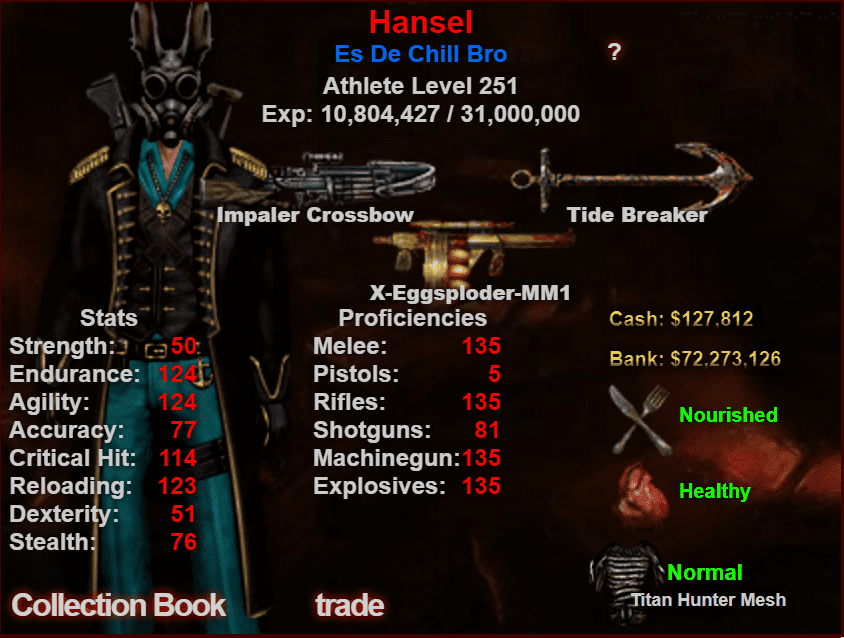 Hansel
Es De Chill Bro
?
Athlete Level 251
Exp: 10,804,427 / 31,000,000
Impaler Crossbow
Tide Breaker
X-Eggsploder-MM1
Stats
Strength: 50
Endurance: 124
Agility: 124
Accuracy: 77
Critical Hit: 114
Reloading: 123
Dexterity: 51
Stealth: 76
Proficiencies
Melee: 135
Pistols: 5
Rifles: 135
Shotguns: 81
Machinegun: 135
Explosives: 135
Cash: $127,812
Bank: $72,273,126
Nourished
Healthy
Normal
Titan Hunter Mesh
Collection Book
trade